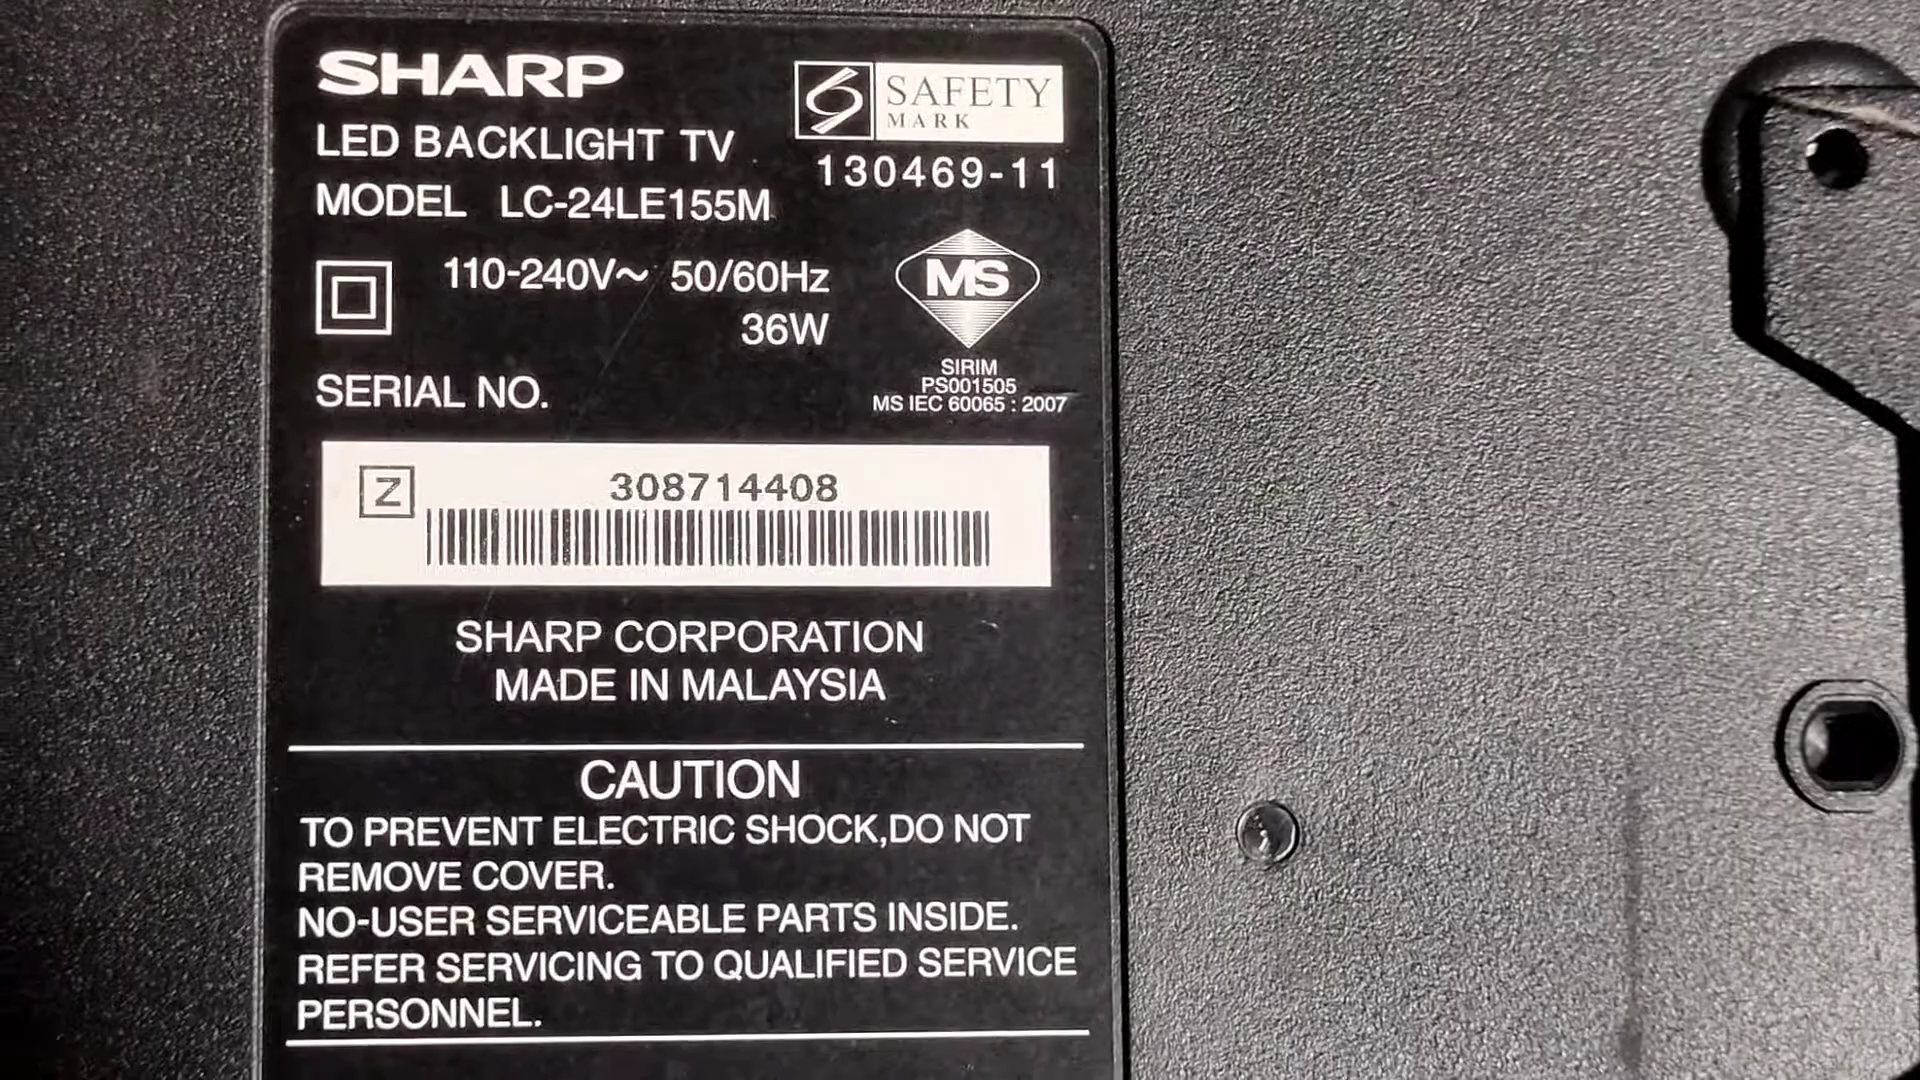 SHARP
SAFETY
MARK
LED BACKLIGHT TV
130469-11
MODEL LC-24LE155M
110-240V~ 50/60Hz
36W
MS
SIRIM
PS001505
MS IEC 60065 : 2007
SERIAL NO.
Z
308714408
SHARP CORPORATION
MADE IN MALAYSIA
CAUTION
TO PREVENT ELECTRIC SHOCK,DO NOT
REMOVE COVER.
NO-USER SERVICEABLE PARTS INSIDE.
REFER SERVICING TO QUALIFIED SERVICE
PERSONNEL.